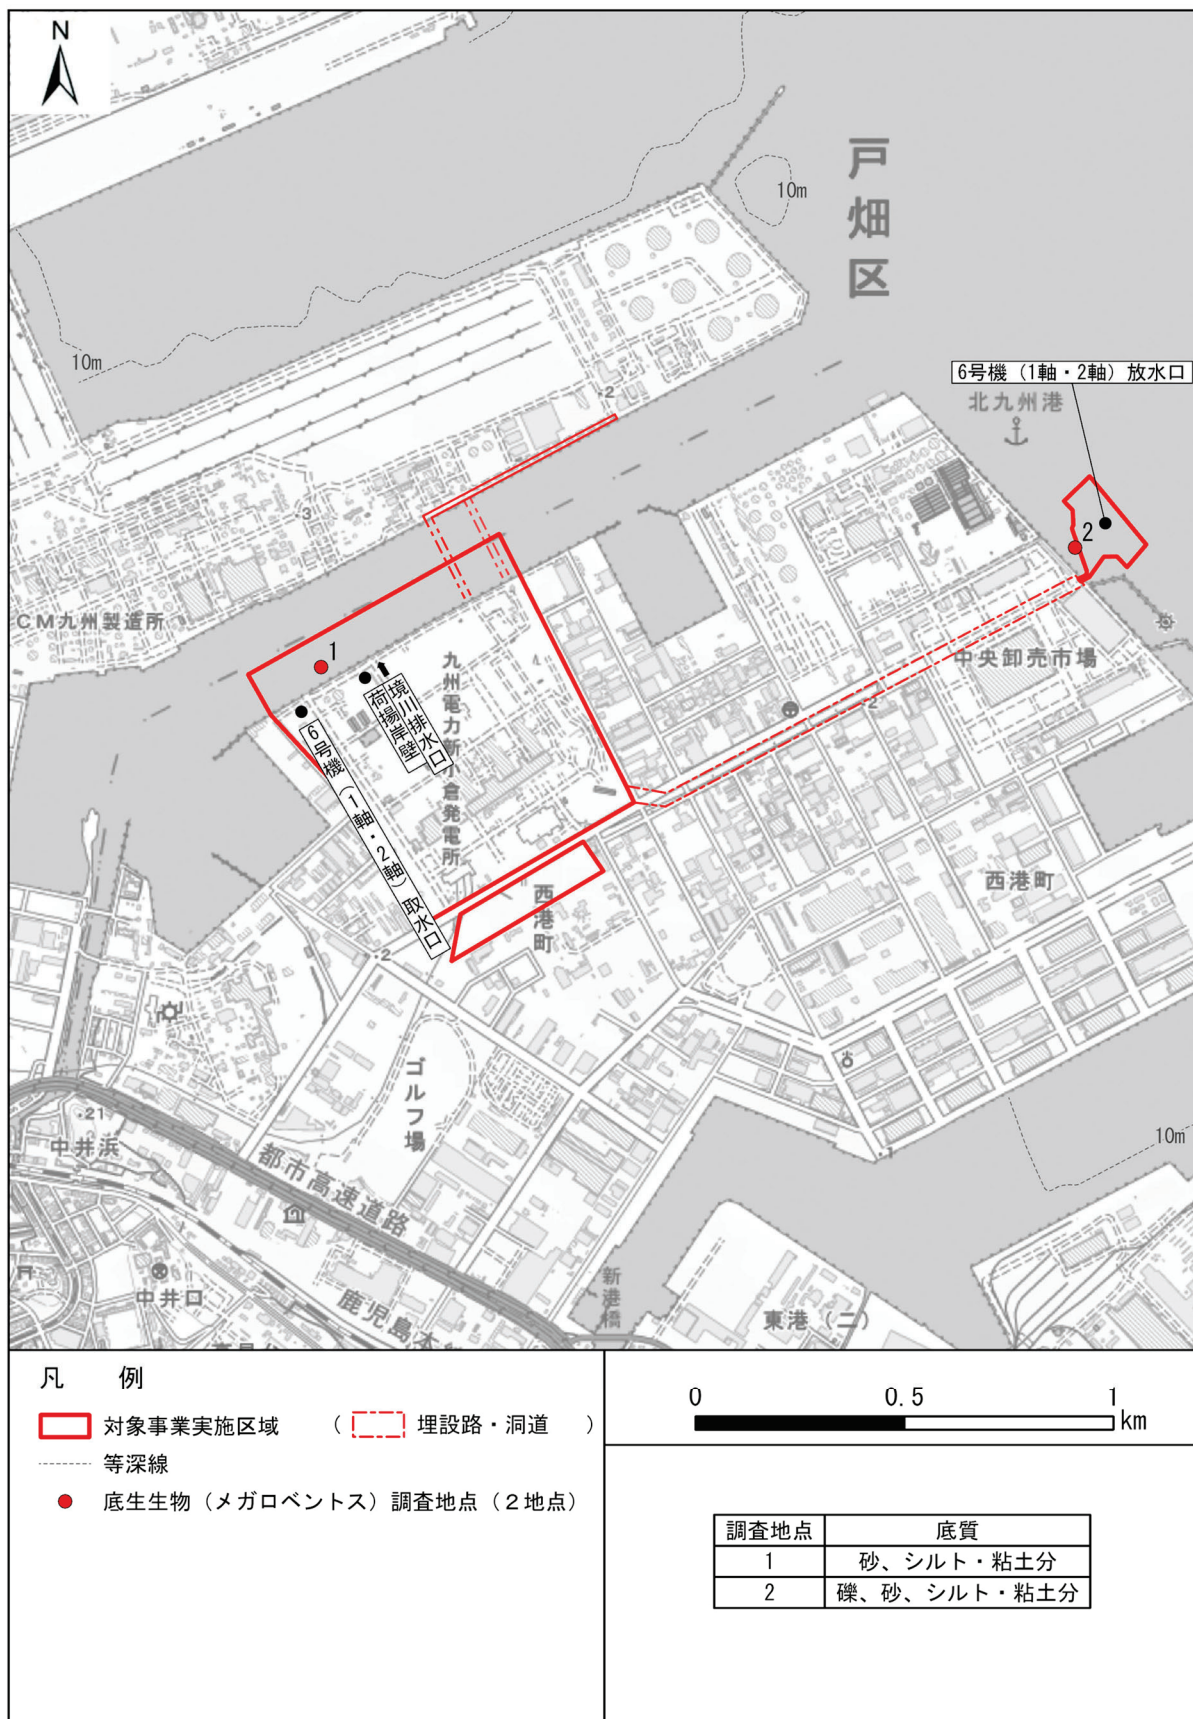 N
戸畑区
10m
10m
6号機（1軸・2軸）放水口
北九州港
・2
3
2
CM九州製造所
1
中央卸売市場
九州電力新小倉発電所
境川排水口
荷揚岸壁
6号機（1軸・2軸）取水口
2
西港町
西港町
・2
ゴルフ場
・21
中井浜
都市高速道路
・1
10m
中井口
鹿児島本
新港橋
東港（二）
凡　例
対象事業実施区域　（　埋設路・洞道　）
等深線
底生生物（メガロベントス）調査地点（２地点）
0　0.5　1
km
調査地点　底質
1　砂、シルト・粘土分
2　礫、砂、シルト・粘土分